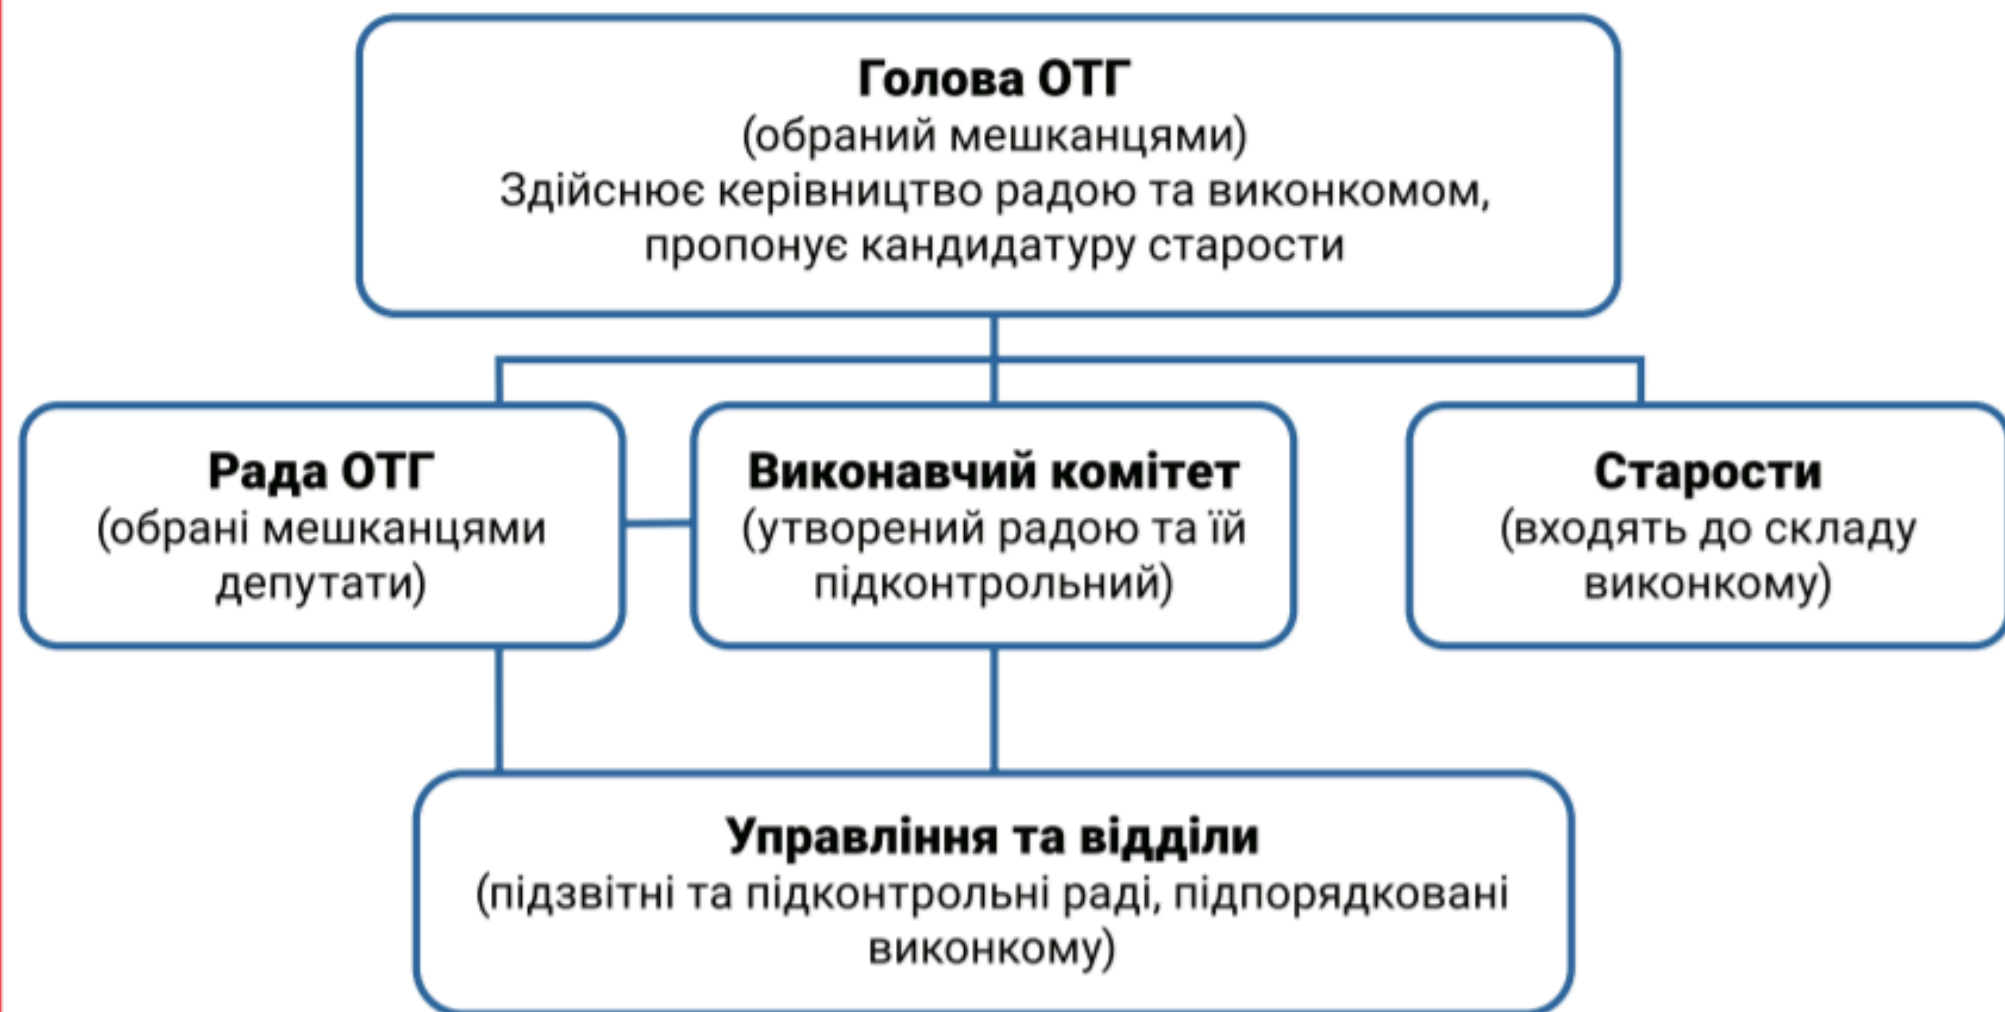 Голова ОТГ
(обраний мешканцями)
Здійснює керівництво радою та виконкомом,
пропонує кандидатуру старости
Рада ОТГ
(обрані мешканцями
депутати)
Виконавчий комітет
(утворений радою та їй
підконтрольний)
Старости
(входять до складу
виконкому)
Управління та відділи
(підзвітні та підконтрольні раді, підпорядковані
виконкому)